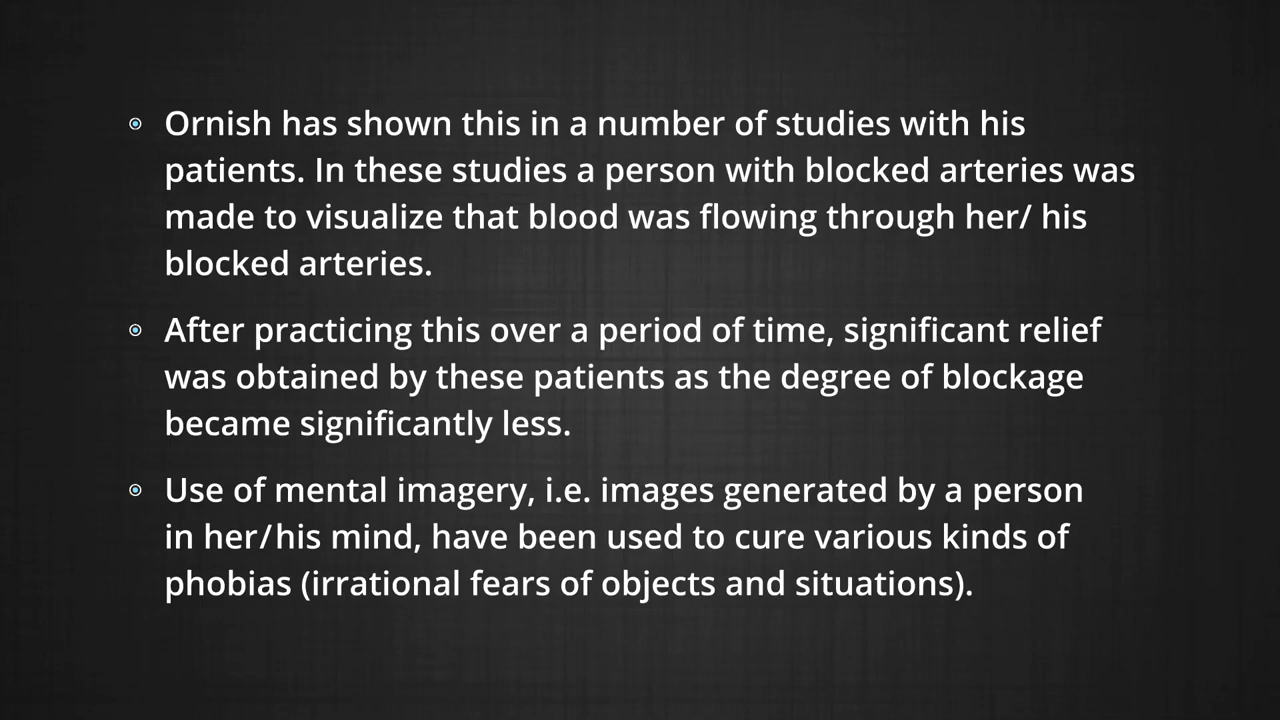 Ornish has shown this in a number of studies with his
patients. In these studies a person with blocked arteries was
made to visualize that blood was flowing through her/ his
blocked arteries.
After practicing this over a period of time, significant relief
was obtained by these patients as the degree of blockage
became significantly less.
Use of mental imagery, i.e. images generated by a person
in her/his mind, have been used to cure various kinds of
phobias (irrational fears of objects and situations).